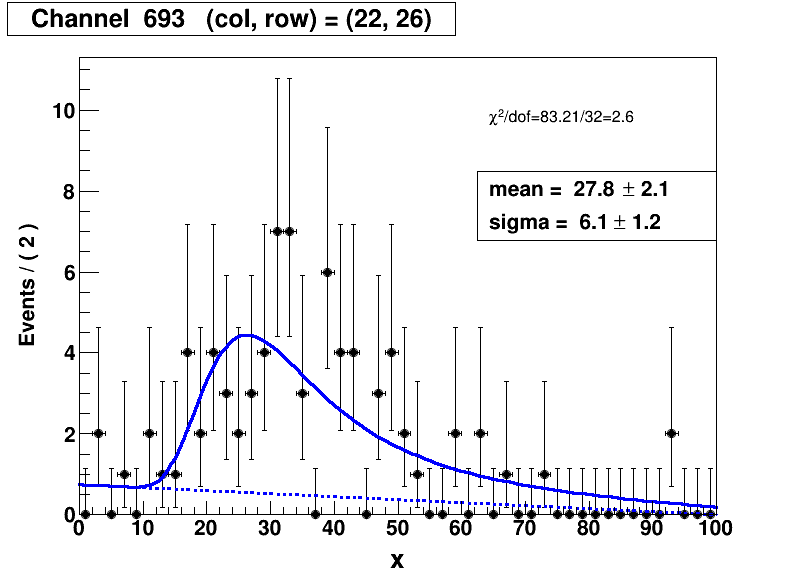 Channel 693 (col, row) = (22, 26)
χ²/dof=83.21/32=2.6
mean = 27.8 ± 2.1
sigma = 6.1 ± 1.2
Events / ( 2 )
10
8
6
4
2
0
0 10 20 30 40 50 60 70 80 90 100
x